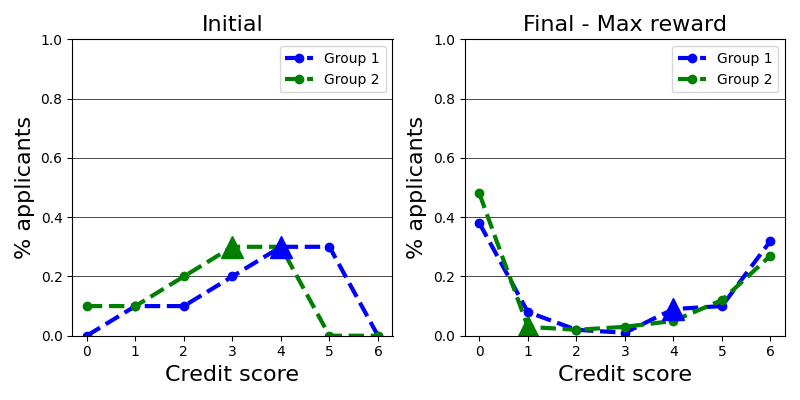 Initial
Final - Max reward
1.0
0.8
0.6
0.4
0.2
0.0
% applicants
Group 1
Group 2
0 1 2 3 4 5 6
Credit score
1.0
0.8
0.6
0.4
0.2
0.0
% applicants
Group 1
Group 2
0 1 2 3 4 5 6
Credit score